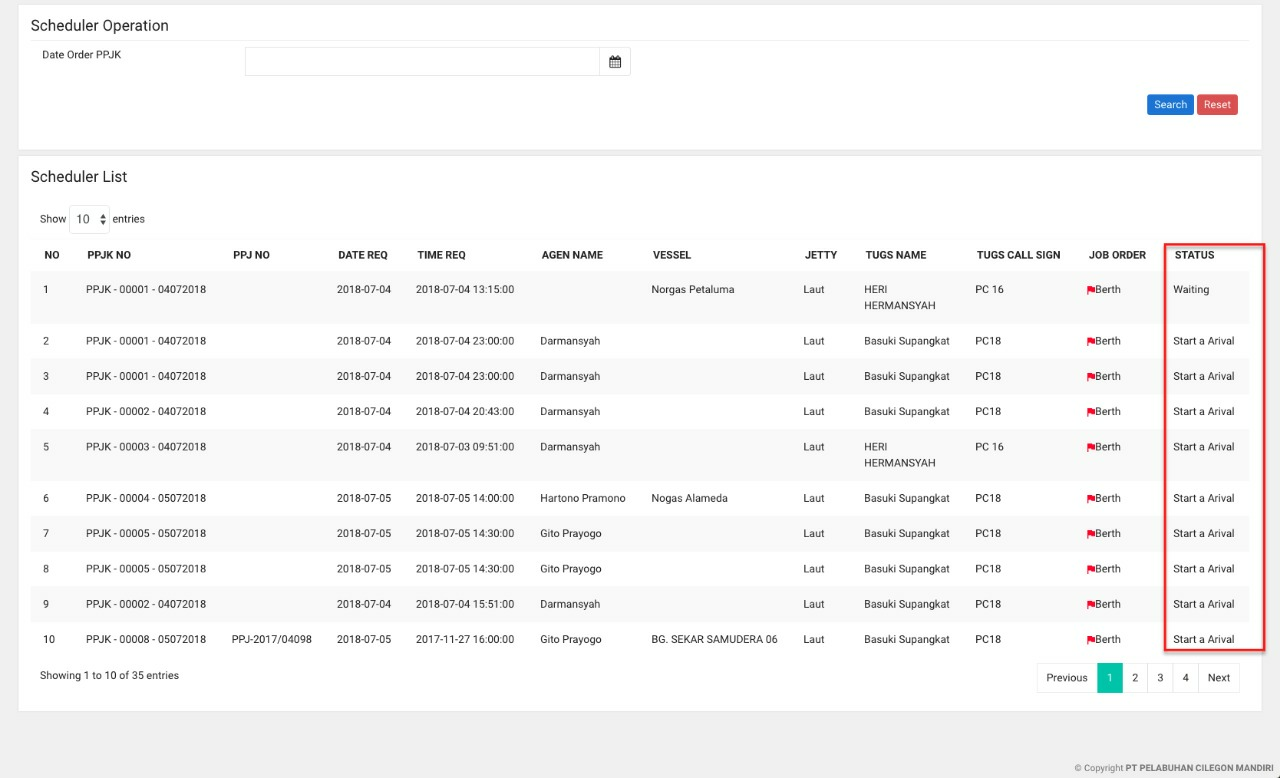 Scheduler Operation
Date Order PPJK
Search Reset
Scheduler List
Show 10 entries
NO PPJK NO PPJ NO DATE REQ TIME REQ AGEN NAME VESSEL JETTY TUGS NAME TUGS CALL SIGN JOB ORDER STATUS
1 PPJK - 00001 - 04072018 2018-07-04 2018-07-04 13:15:00 Norgas Petaluma Laut HERI HERMANSYAH PC 16 Berth Waiting
2 PPJK - 00001 - 04072018 2018-07-04 2018-07-04 23:00:00 Darmansyah Laut Basuki Supangkat PC18 Berth Start a Arival
3 PPJK - 00001 - 04072018 2018-07-04 2018-07-04 23:00:00 Darmansyah Laut Basuki Supangkat PC18 Berth Start a Arival
4 PPJK - 00002 - 04072018 2018-07-04 2018-07-04 20:43:00 Darmansyah Laut Basuki Supangkat PC18 Berth Start a Arival
5 PPJK - 00003 - 04072018 2018-07-04 2018-07-03 09:51:00 Darmansyah Laut HERI HERMANSYAH PC 16 Berth Start a Arival
6 PPJK - 00004 - 05072018 2018-07-05 2018-07-05 14:00:00 Hartono Pramono Nogas Alameda Laut Basuki Supangkat PC18 Berth Start a Arival
7 PPJK - 00005 - 05072018 2018-07-05 2018-07-05 14:30:00 Gito Prayogo Laut Basuki Supangkat PC18 Berth Start a Arival
8 PPJK - 00005 - 05072018 2018-07-05 2018-07-05 14:30:00 Gito Prayogo Laut Basuki Supangkat PC18 Berth Start a Arival
9 PPJK - 00002 - 04072018 2018-07-04 2018-07-04 15:51:00 Darmansyah Laut Basuki Supangkat PC18 Berth Start a Arival
10 PPJK - 00008 - 05072018 PPJ-2017/04098 2018-07-05 2017-11-27 16:00:00 Gito Prayogo BG. SEKAR SAMUDERA 06 Laut Basuki Supangkat PC18 Berth Start a Arival
Showing 1 to 10 of 35 entries
Previous 1 2 3 4 Next
© Copyright PT PELABUHAN CILEGON MANDIRI